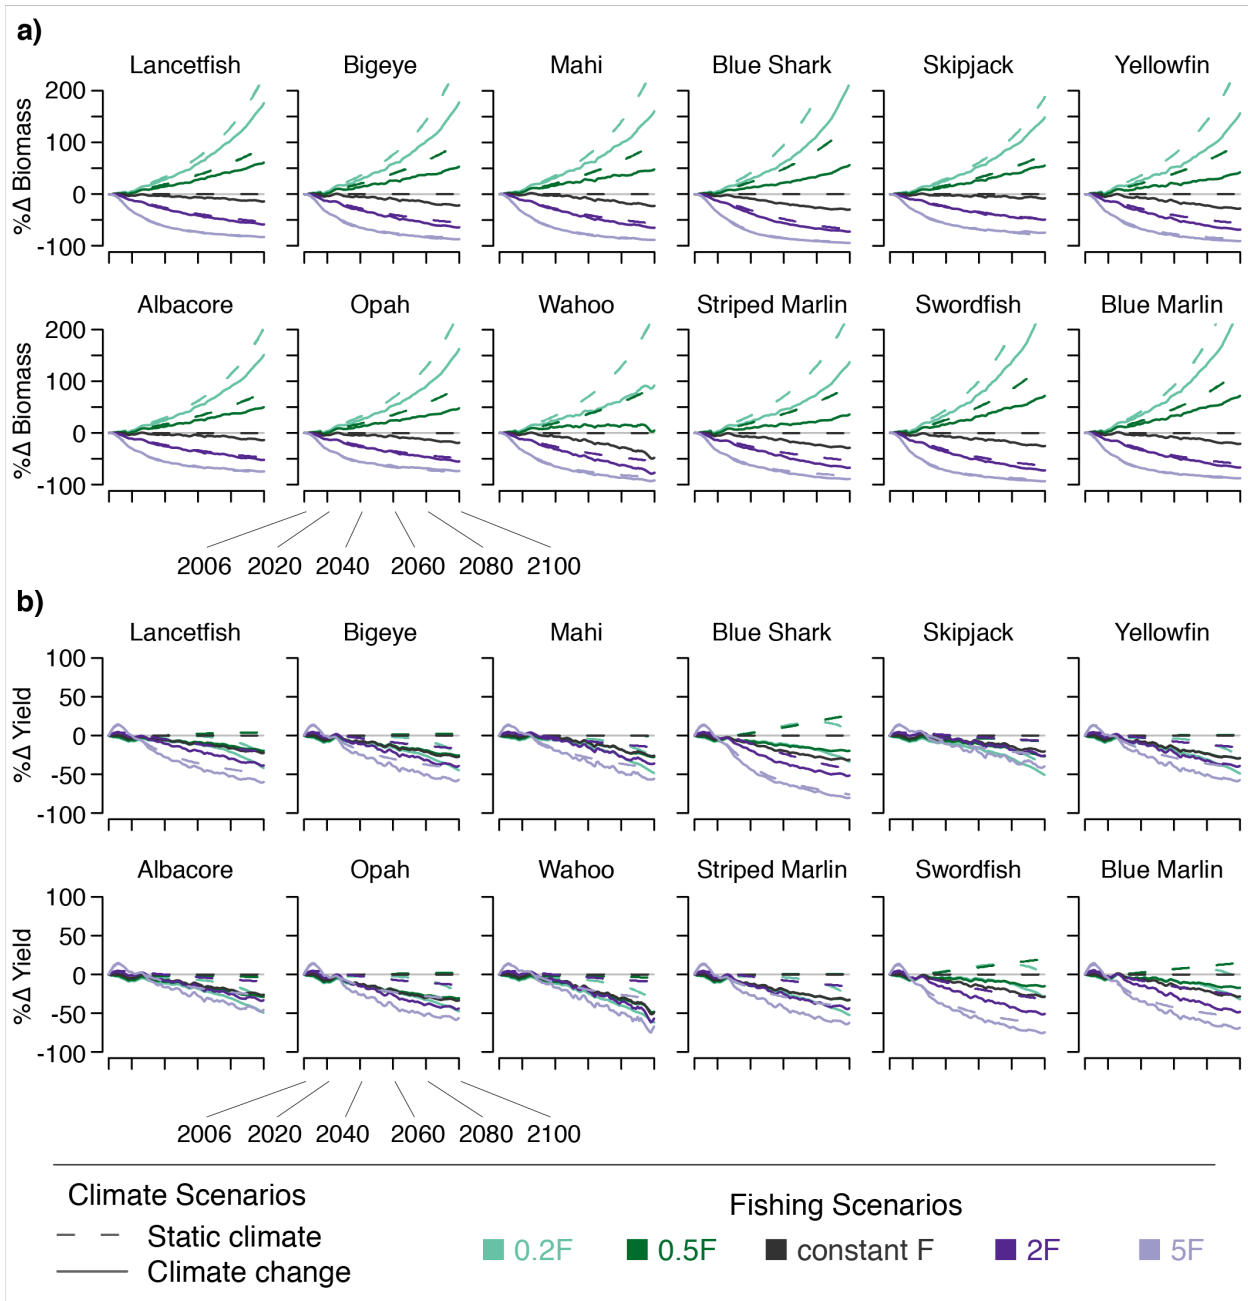 a)
Lancetfish Bigeye Mahi Blue Shark Skipjack Yellowfin
%Δ Biomass
200
100
0
-100
Albacore Opah Wahoo Striped Marlin Swordfish Blue Marlin
%Δ Biomass
200
100
0
-100
2006 2020 2040 2060 2080 2100
b)
Lancetfish Bigeye Mahi Blue Shark Skipjack Yellowfin
%Δ Yield
100
50
0
-50
-100
Albacore Opah Wahoo Striped Marlin Swordfish Blue Marlin
%Δ Yield
100
50
0
-50
-100
2006 2020 2040 2060 2080 2100
Climate Scenarios
Static climate
Climate change
Fishing Scenarios
0.2F 0.5F constant F 2F 5F